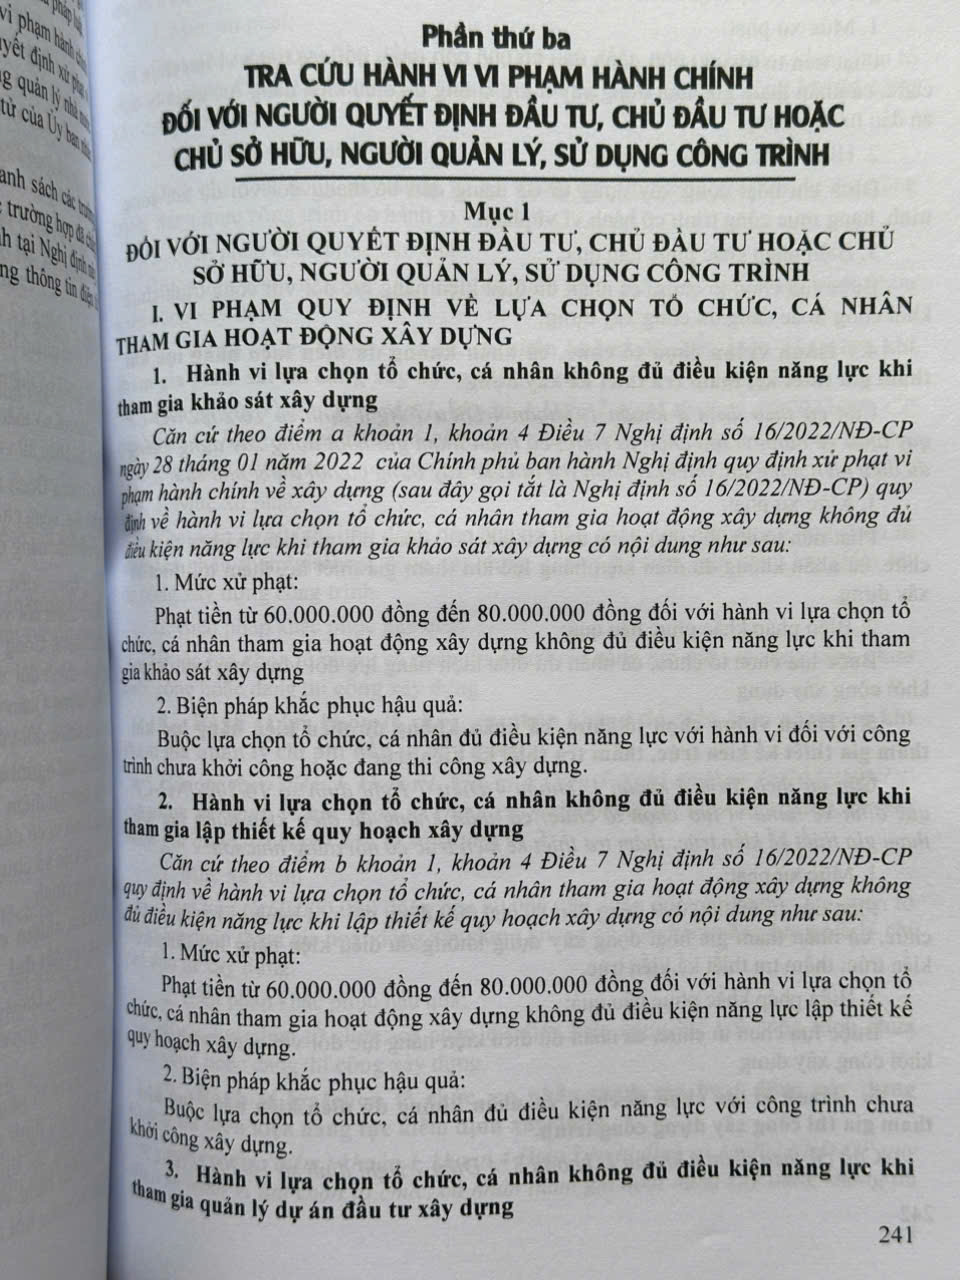 Phần thứ ba
TRA CỨU HÀNH VI VI PHẠM HÀNH CHÍNH
ĐỐI VỚI NGƯỜI QUYẾT ĐỊNH ĐẦU TƯ, CHỦ ĐẦU TƯ HOẶC
CHỦ SỞ HỮU, NGƯỜI QUẢN LÝ, SỬ DỤNG CÔNG TRÌNH
Mục 1
ĐỐI VỚI NGƯỜI QUYẾT ĐỊNH ĐẦU TƯ, CHỦ ĐẦU TƯ HOẶC CHỦ
SỞ HỮU, NGƯỜI QUẢN LÝ, SỬ DỤNG CÔNG TRÌNH
I. VI PHẠM QUY ĐỊNH VỀ LỰA CHỌN TỔ CHỨC, CÁ NHÂN
THAM GIA HOẠT ĐỘNG XÂY DỰNG
1. Hành vi lựa chọn tổ chức, cá nhân không đủ điều kiện năng lực khi
tham gia khảo sát xây dựng
Căn cứ theo điểm a khoản 1, khoản 4 Điều 7 Nghị định số 16/2022/NĐ-CP
ngày 28 tháng 01 năm 2022 của Chính phủ ban hành Nghị định quy định xử phạt vi
phạm hành chính về xây dựng (sau đây gọi tắt là Nghị định số 16/2022/NĐ-CP) quy
định về hành vi lựa chọn tổ chức, cá nhân tham gia hoạt động xây dựng không đủ
điều kiện năng lực khi tham gia khảo sát xây dựng có nội dung như sau:
1. Mức xử phạt:
Phạt tiền từ 60.000.000 đồng đến 80.000.000 đồng đối với hành vi lựa chọn tổ
chức, cá nhân tham gia hoạt động xây dựng không đủ điều kiện năng lực khi tham
gia khảo sát xây dựng
2. Biện pháp khắc phục hậu quả:
Buộc lựa chọn tổ chức, cá nhân đủ điều kiện năng lực với hành vi đối với công
trình chưa khởi công hoặc đang thi công xây dựng.
2. Hành vi lựa chọn tổ chức, cá nhân không đủ điều kiện năng lực khi
tham gia lập thiết kế quy hoạch xây dựng
Căn cứ theo điểm b khoản 1, khoản 4 Điều 7 Nghị định số 16/2022/NĐ-CP
quy định về hành vi lựa chọn tổ chức, cá nhân tham gia hoạt động xây dựng không
đủ điều kiện năng lực khi lập thiết kế quy hoạch xây dựng có nội dung như sau:
1. Mức xử phạt:
Phạt tiền từ 60.000.000 đồng đến 80.000.000 đồng đối với hành vi lựa chọn tổ
chức, cá nhân tham gia hoạt động xây dựng không đủ điều kiện năng lực lập thiết kế
quy hoạch xây dựng.
2. Biện pháp khắc phục hậu quả:
Buộc lựa chọn tổ chức, cá nhân đủ điều kiện năng lực với công trình chưa
khởi công xây dựng.
3. Hành vi lựa chọn tổ chức, cá nhân không đủ điều kiện năng lực khi
tham gia quản lý dự án đầu tư xây dựng
241